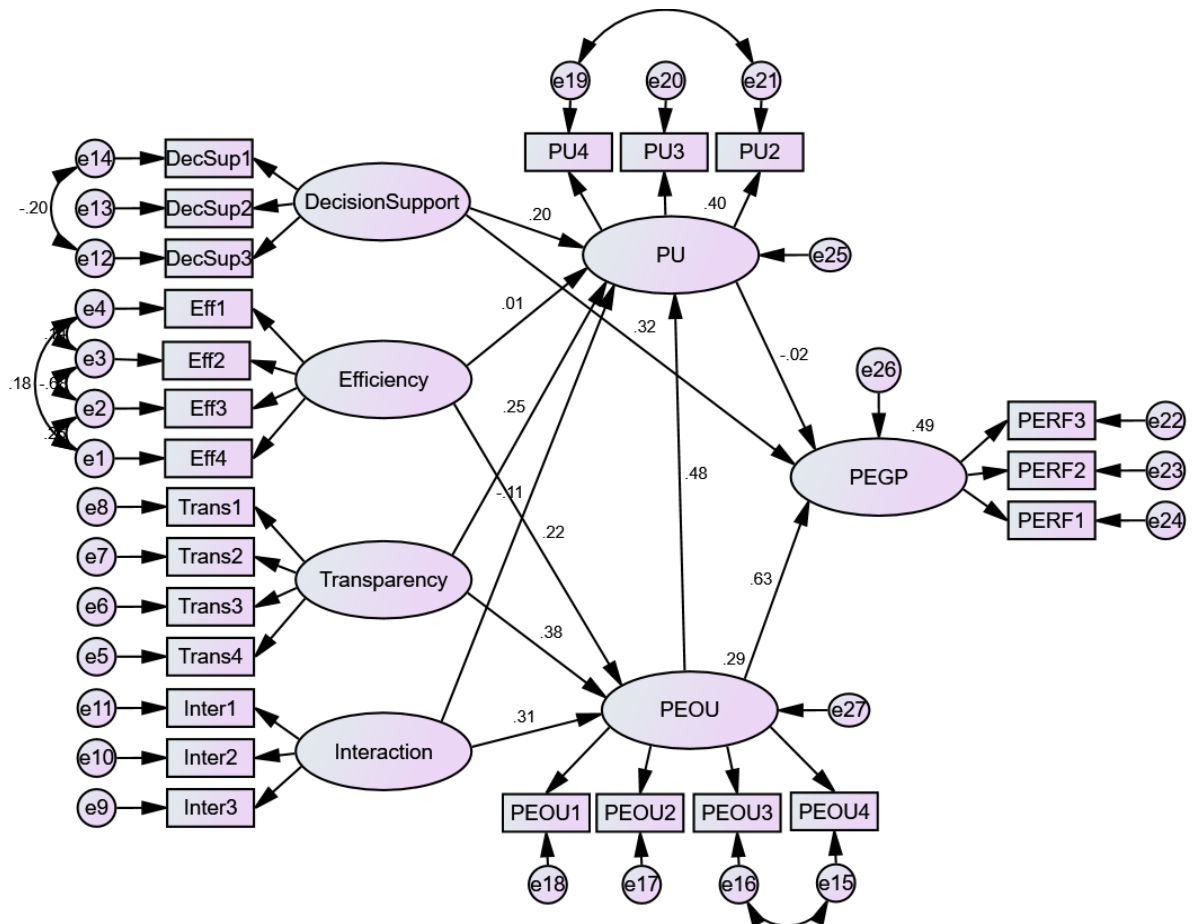 e19
e20
e21
PU4
PU3
PU2
e14
DecSup1
-.20
e13
DecSup2
e12
DecSup3
DecisionSupport
.20
.40
PU
e25
e4
Eff1
.01
e3
Eff2
.32
-.02
.18
Efficiency
e26
e2
Eff3
.25
.49
PERF3
e22
e1
Eff4
PEGP
PERF2
e23
.48
e8
Trans1
-.11
PERF1
e24
.22
e7
Trans2
Transparency
.63
e6
Trans3
.38
e5
Trans4
.29
e11
Inter1
.31
PEOU
e27
e10
Inter2
Interaction
e9
Inter3
PEOU1
PEOU2
PEOU3
PEOU4
e18
e17
e16
e15